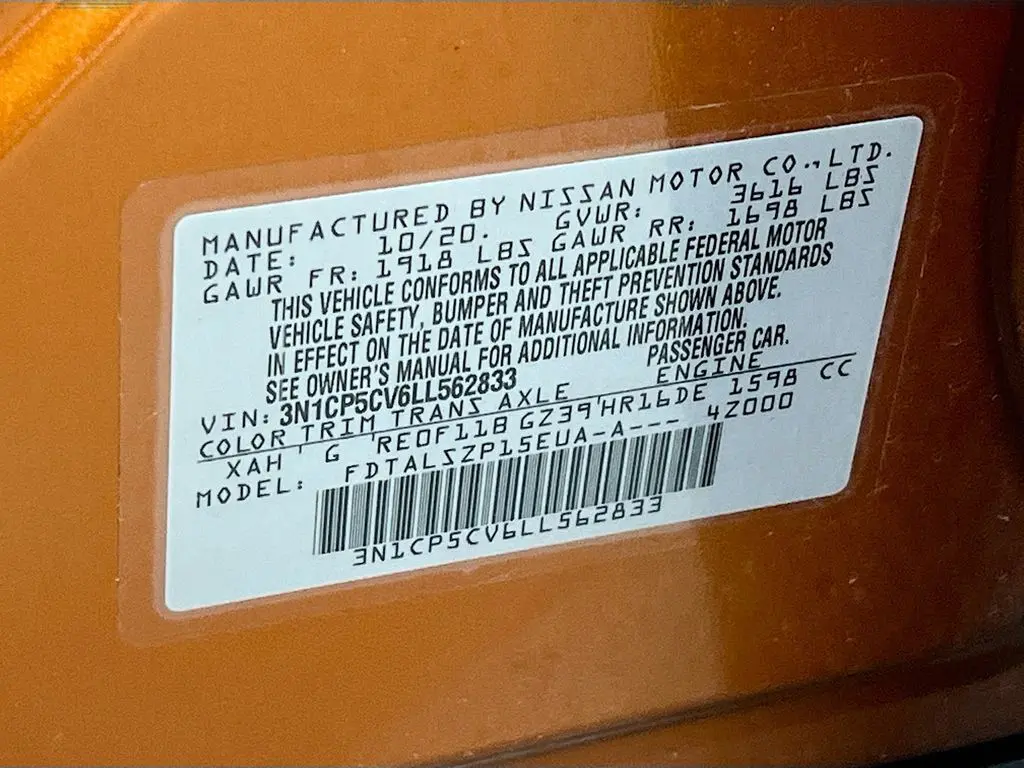 MANUFACTURED BY NISSAN MOTOR CO.,LTD.
DATE: 10/20. GVWR: 3616 LBS
GAWR FR: 1918 LBS GAWR RR: 1698 LBS
THIS VEHICLE CONFORMS TO ALL APPLICABLE FEDERAL MOTOR
VEHICLE SAFETY, BUMPER AND THEFT PREVENTION STANDARDS
IN EFFECT ON THE DATE OF MANUFACTURE SHOWN ABOVE.
SEE OWNER'S MANUAL FOR ADDITIONAL INFORMATION.
VIN: 3N1CP5CV6LL562833 PASSENGER CAR.
COLOR TRIM TRANS AXLE ENGINE
XAH ' G 'RE0F11B GZ39'HR16DE 1598 CC
MODEL: FDTALSZP15EUA-A--- 4Z000
3N1CP5CV6LL562833